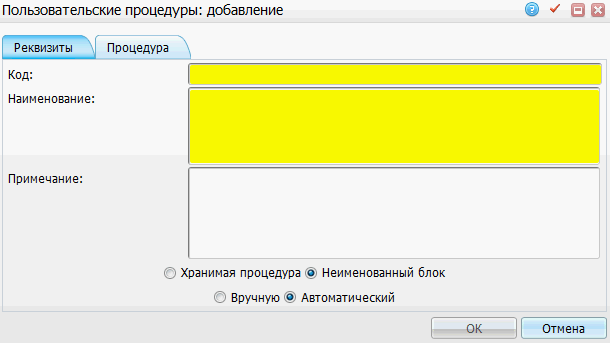 Пользовательские процедуры: добавление
Реквизиты Процедура
Код:
Наименование:
Примечание:
Хранимая процедура Неименованный блок
Вручную Автоматический
ОК Отмена